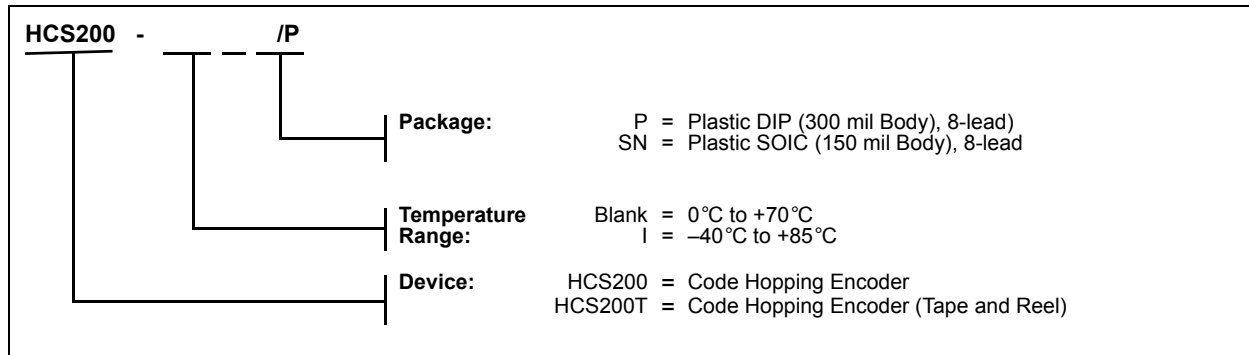 HCS200 - /P
Package: P = Plastic DIP (300 mil Body), 8-lead)
SN = Plastic SOIC (150 mil Body), 8-lead
Temperature Blank = 0°C to +70°C
Range: I = –40°C to +85°C
Device: HCS200 = Code Hopping Encoder
HCS200T = Code Hopping Encoder (Tape and Reel)